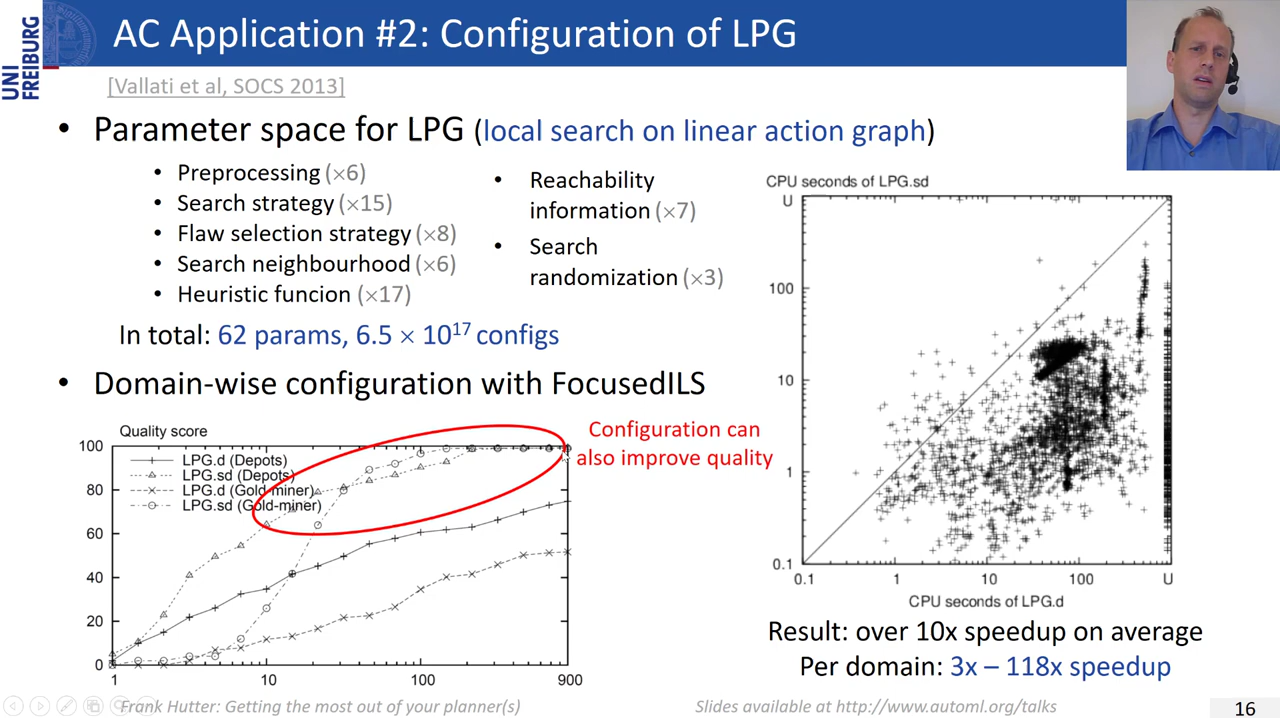 UNI
FREIBURG
AC Application #2: Configuration of LPG
[Vallati et al, SOCS 2013]
• Parameter space for LPG (local search on linear action graph)
• Preprocessing (×6)
• Search strategy (×15)
• Flaw selection strategy (×8)
• Search neighbourhood (×6)
• Heuristic funcion (×17)
• Reachability
information (×7)
• Search
randomization (×3)
In total: 62 params, 6.5 × 10¹⁷ configs
• Domain-wise configuration with FocusedILS
Quality score
100
80
60
40
20
0
LPG.d (Depots)
LPG.sd (Depots)
LPG.d (Gold-miner)
LPG.sd (Gold-miner)
1 10 100 900
Configuration can
also improve quality
CPU seconds of LPG.sd
U
100
10
1
0.1
0.1 1 10 100 U
CPU seconds of LPG.d
Result: over 10x speedup on average
Per domain: 3x – 118x speedup
Frank Hutter: Getting the most out of your planner(s)
Slides available at http://www.automl.org/talks
16